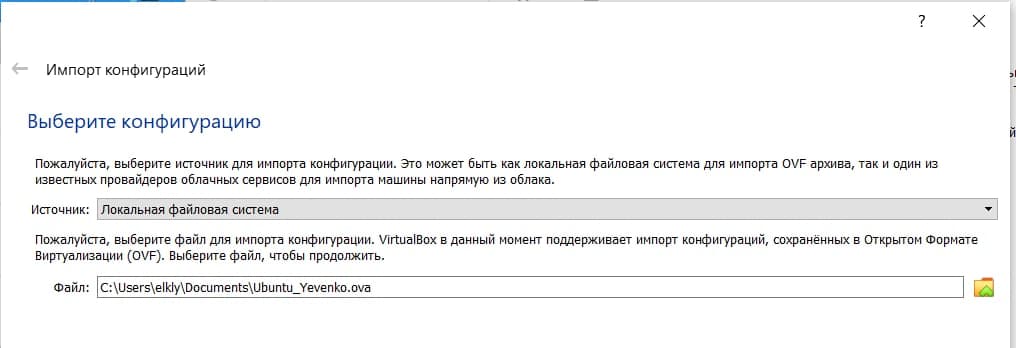 ?
Импорт конфигураций
Выберите конфигурацию
Пожалуйста, выберите источник для импорта конфигурации. Это может быть как локальная файловая система для импорта OVF архива, так и один из
известных провайдеров облачных сервисов для импорта машины напрямую из облака.
Источник: Локальная файловая система
Пожалуйста, выберите файл для импорта конфигурации. VirtualBox в данный момент поддерживает импорт конфигураций, сохранённых в Открытом Формате
Виртуализации (OVF). Выберите файл, чтобы продолжить.
Файл: C:\Users\elkly\Documents\Ubuntu_Yevenko.ova